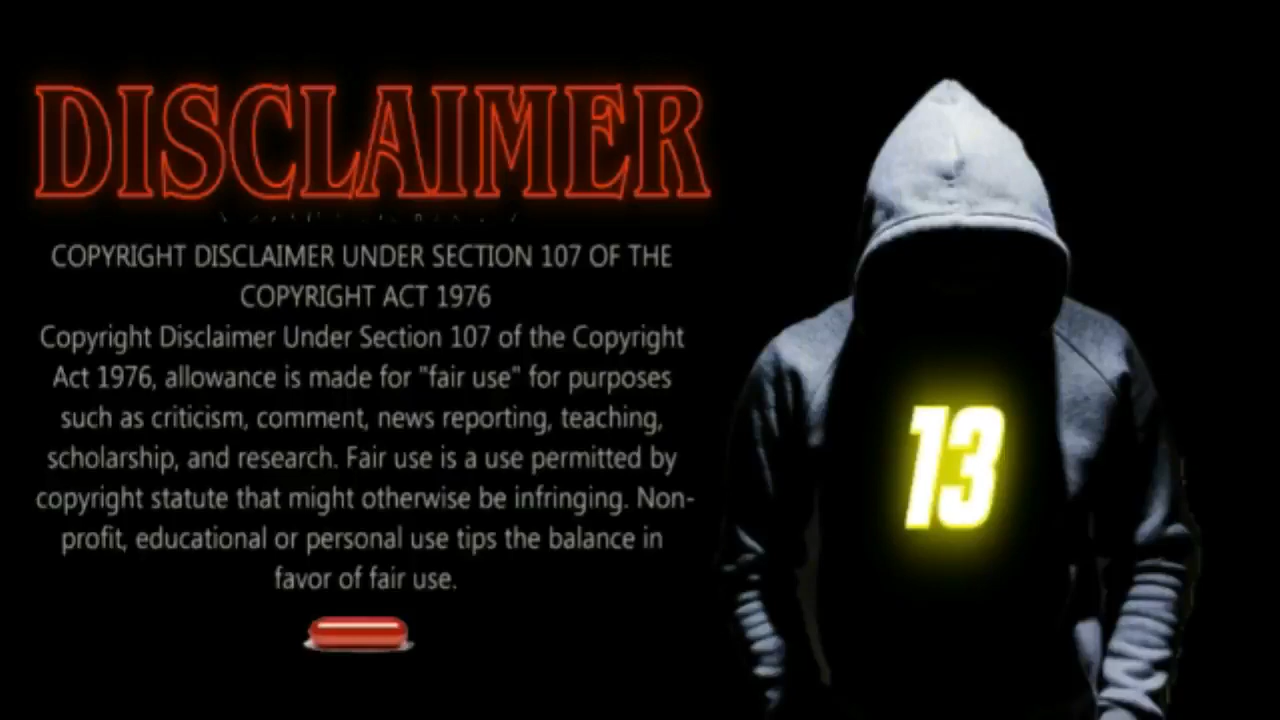 DISCLAIMER
COPYRIGHT DISCLAIMER UNDER SECTION 107 OF THE
COPYRIGHT ACT 1976
Copyright Disclaimer Under Section 107 of the Copyright
Act 1976, allowance is made for "fair use" for purposes
such as criticism, comment, news reporting, teaching,
scholarship, and research. Fair use is a use permitted by
copyright statute that might otherwise be infringing. Non-
profit, educational or personal use tips the balance in
favor of fair use.
13